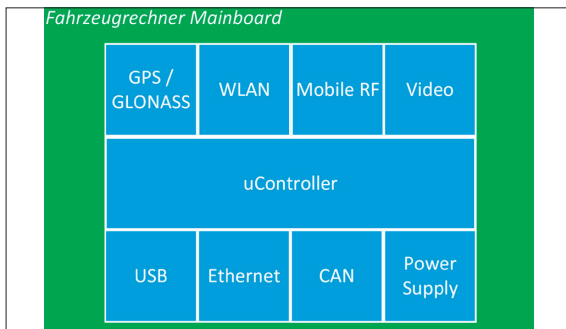 Fahrzeugrechner Mainboard
GPS /
GLONASS
WLAN
Mobile RF
Video
uController
USB
Ethernet
CAN
Power
Supply